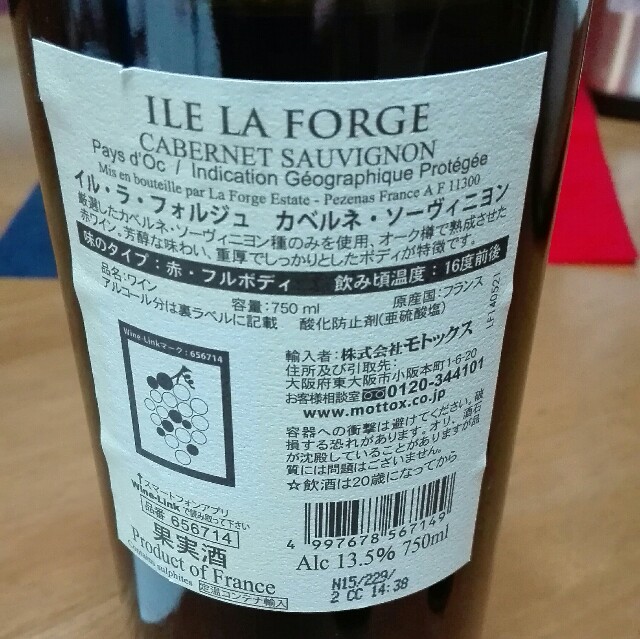 ILE LA FORGE
CABERNET SAUVIGNON
Pays d'Oc / Indication Géographique Protégée
Mis en bouteille par La Forge Estate - Pezenas France A F 11300
イル・ラ・フォルジュ カベルネ・ソーヴィニヨン
厳選したカベルネ・ソーヴィニヨン種のみを使用、オーク樽で熟成させた
赤ワイン。芳醇な味わい、重厚でしっかりとしたボディが特徴です。
味のタイプ：赤・フルボディ 飲み頃温度：16度前後
品名：ワイン 容量：750 ml 原産国：フランス
アルコール分は裏ラベルに記載 酸化防止剤(亜硫酸塩)
LF140521
Wine-Linkマーク：656714
輸入者：株式会社モトックス
住所及び引取先：
大阪府東大阪市小阪本町1-6-20
お客様相談室 0120-344101
www.mottox.co.jp
容器への衝撃は避けてください。破
損する恐れがあります。オリ、酒石
が沈殿していることがありますが品
質には問題はございません。
☆飲酒は20歳になってから
↑スマートフォンアプリ
Wine-Linkで読み取って下さい
品番 656714
果実酒
Product of France
Contains sulphites 定温コンテナ輸入
4 997678 567149
Alc 13.5% 750ml
N15/229/
2 CC 14:38